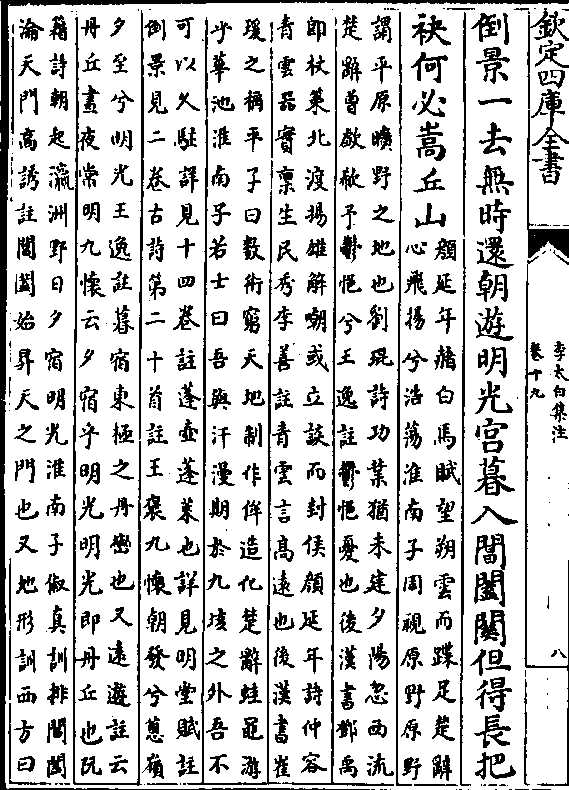 欽定四庫全書
李太白集注
卷十九
八
倒景一去無時還朝遊明光宮暮入閶闔關但得長把
袂何必嵩丘山
顏延年赭白馬賦望朔雲而蹀足楚辭
心飛揚兮浩蕩淮南子周視原野原野
謂平原曠野之地也劉琨詩功業猶未建夕陽忽西流
楚辭曾歔欷予鬱悒兮王逸註鬱悒憂也後漢書鄧禹
即杖策北渡揚雄解嘲或立談而封侯顏延年詩仲容
青雲器實禀生民秀李善註青雲言高遠也後漢書崔
瑗之稱平子曰數術窮天地制作侔造化楚辭蛙黽游
乎華池淮南子若士曰吾與汗漫期於九垓之外吾不
可以久駐詳見十四卷註蓬壺蓬萊也詳見明堂賦註
倒景見二卷古詩第二十首註王褒九懷朝發兮葱嶺
夕至兮明光王逸註暮宿東極之丹巒也又遠遊註云
丹丘晝夜常明九懷云夕宿乎明光明光即丹丘也阮
籍詩朝起瀛洲野日夕宿明光淮南子俶真訓排閶闔
淪天門高誘註閶闔始昇天之門也又地形訓西方曰